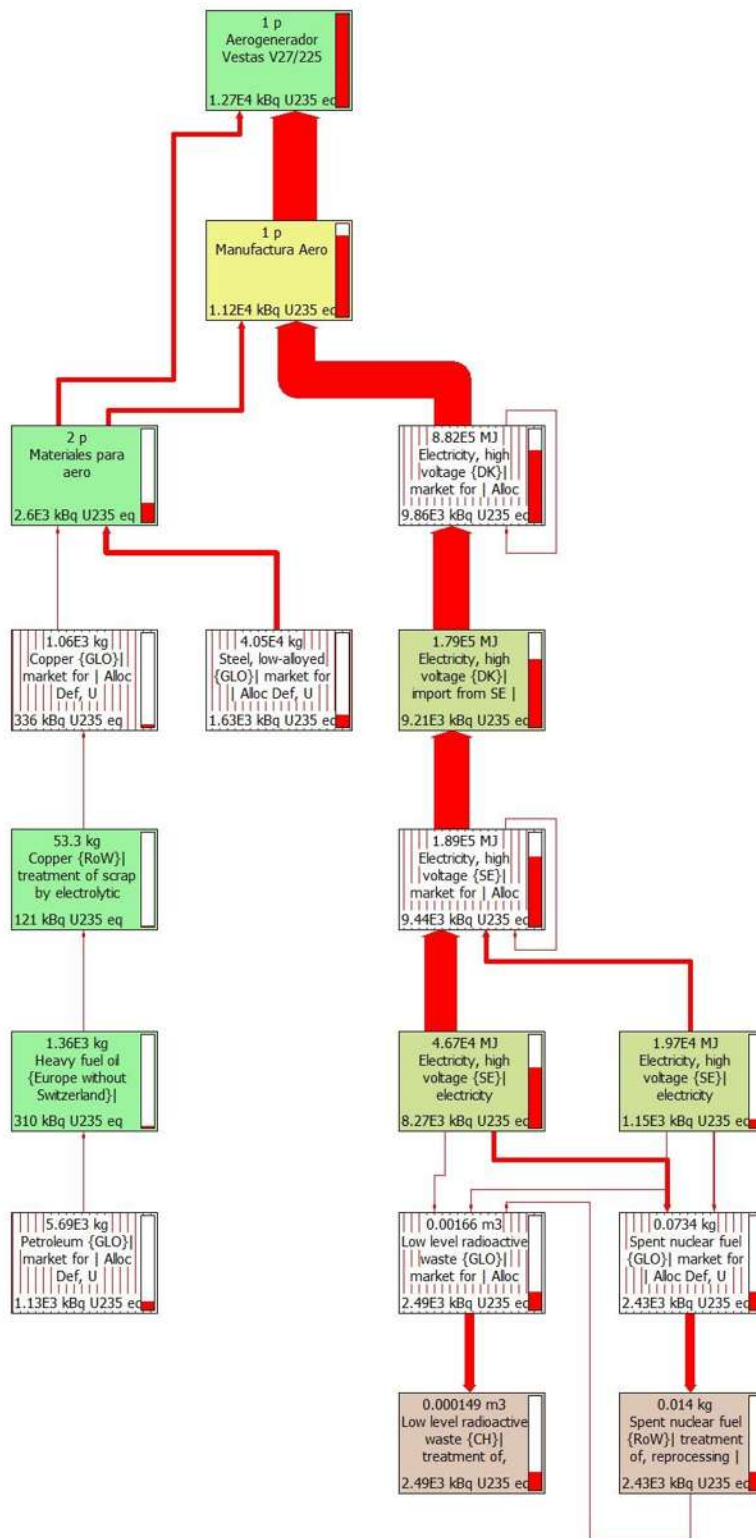 1 p
Aerogenerador
Vestas V27/225
1.27E4 kBq U235 eq
1 p
Manufactura Aero
1.12E4 kBq U235 eq
2 p
Materiales para
aero
2.6E3 kBq U235 eq
8.82E5 MJ
Electricity, high
voltage {DK}|
market for | Alloc
9.86E3 kBq U235 eq
1.06E3 kg
Copper {GLO}|
market for | Alloc
Def, U
336 kBq U235 eq
4.05E4 kg
Steel, low-alloyed
{GLO}| market for
| Alloc Def, U
1.63E3 kBq U235 eq
1.79E5 MJ
Electricity, high
voltage {DK}|
import from SE |
9.21E3 kBq U235 eq
53.3 kg
Copper {RoW}|
treatment of scrap
by electrolytic
121 kBq U235 eq
1.89E5 MJ
Electricity, high
voltage {SE}|
market for | Alloc
9.44E3 kBq U235 eq
1.36E3 kg
Heavy fuel oil
{Europe without
Switzerland}|
310 kBq U235 eq
4.67E4 MJ
Electricity, high
voltage {SE}|
electricity
8.27E3 kBq U235 eq
1.97E4 MJ
Electricity, high
voltage {SE}|
electricity
1.15E3 kBq U235 eq
5.69E3 kg
Petroleum {GLO}|
market for | Alloc
Def, U
1.13E3 kBq U235 eq
0.00166 m3
Low level radioactive
waste {GLO}|
market for | Alloc
2.49E3 kBq U235 eq
0.0734 kg
Spent nuclear fuel
{GLO}| market for
| Alloc Def, U
2.43E3 kBq U235 eq
0.000149 m3
Low level radioactive
waste {CH}|
treatment of,
2.49E3 kBq U235 eq
0.014 kg
Spent nuclear fuel
{RoW}| treatment
of, reprocessing |
2.43E3 kBq U235 eq